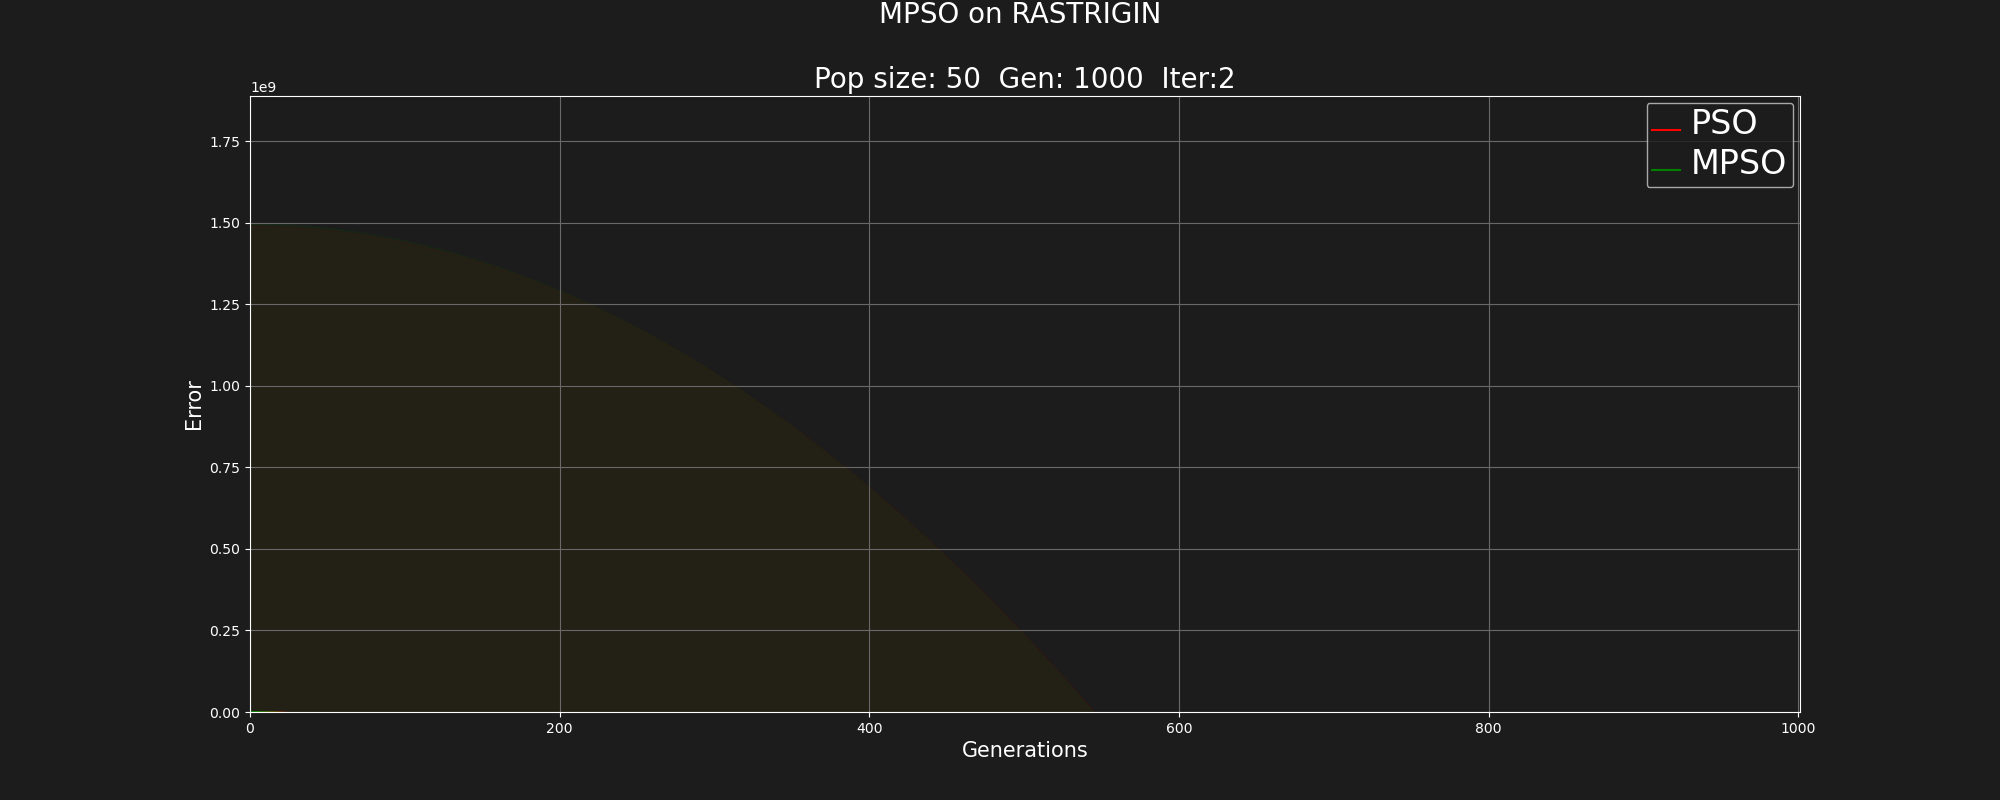 MPSO on RASTRIGIN
Pop size: 50  Gen: 1000  Iter:2
1e9
PSO
MPSO
1.75
1.50
1.25
1.00
0.75
0.50
0.25
0.00
Error
0 200 400 600 800 1000
Generations